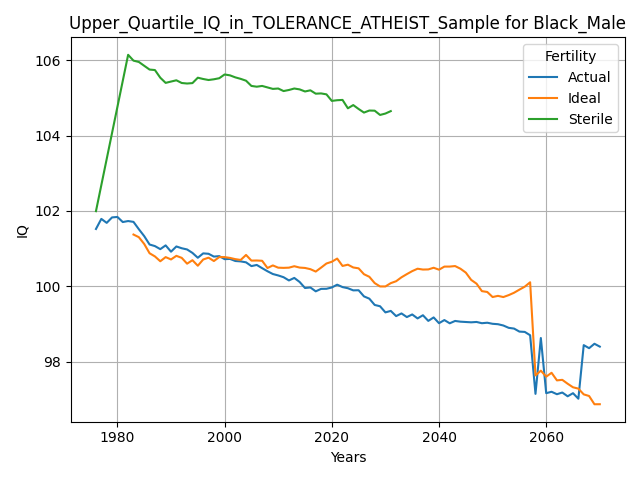 Upper_Quartile_IQ_in_TOLERANCE_ATHEIST_Sample for Black_Male
Fertility
Actual
Ideal
Sterile
IQ
106
104
102
100
98
1980
2000
2020
2040
2060
Years